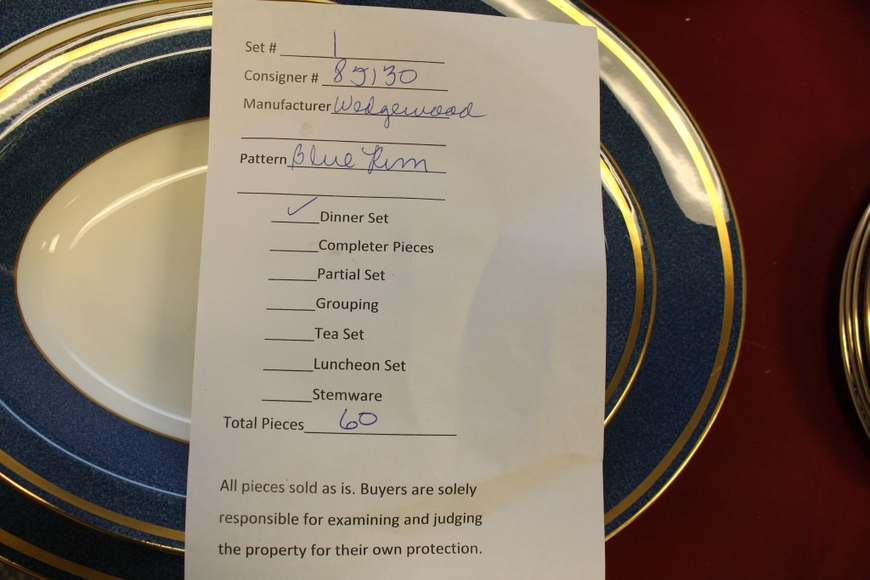 Set # 1
Consigner # 85130
Manufacturer Wedgewood
Pattern Blue Rim
✓ Dinner Set
Completer Pieces
Partial Set
Grouping
Tea Set
Luncheon Set
Stemware
Total Pieces 60
All pieces sold as is. Buyers are solely
responsible for examining and judging
the property for their own protection.